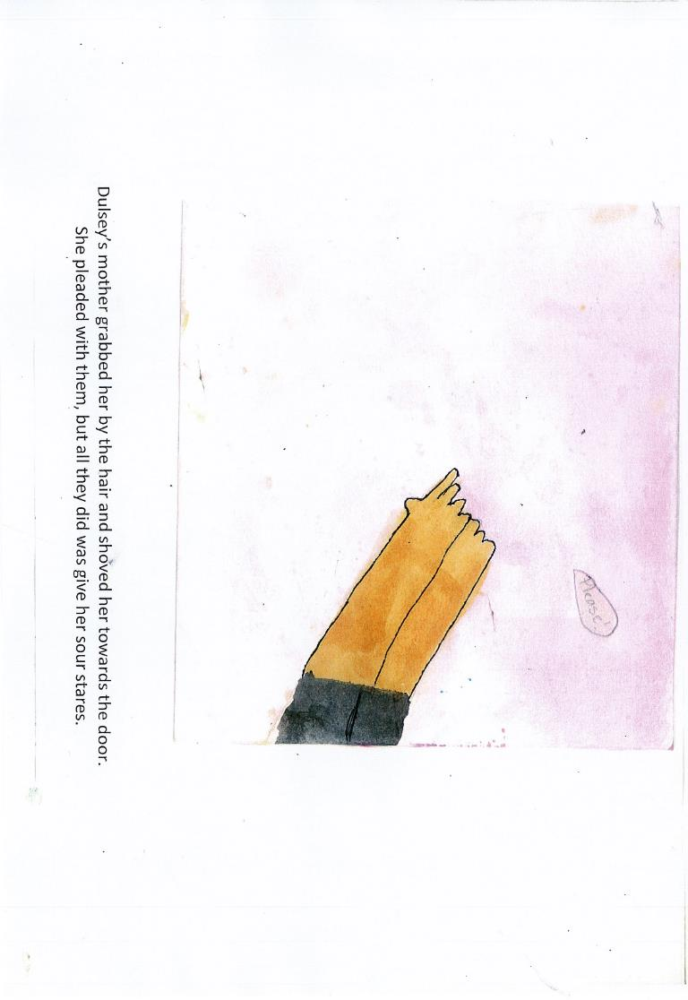 Please!
Dulsey's mother grabbed her by the hair and shoved her towards the door.
She pleaded with them, but all they did was give her sour stares.